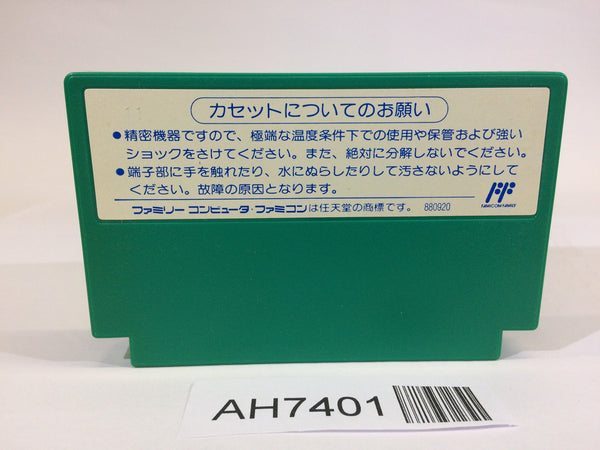 カセットについてのお願い
●精密機器ですので、極端な温度条件下での使用や保管および強い
ショックをさけてください。また、絶対に分解しないでください。
●端子部に手を触れたり、水にぬらしたりして汚さないようにして
ください。故障の原因となります。
ファミリーコンピュータ・ファミコンは任天堂の商標です。 880920
FF
FAMICOM FAMILY
AH7401